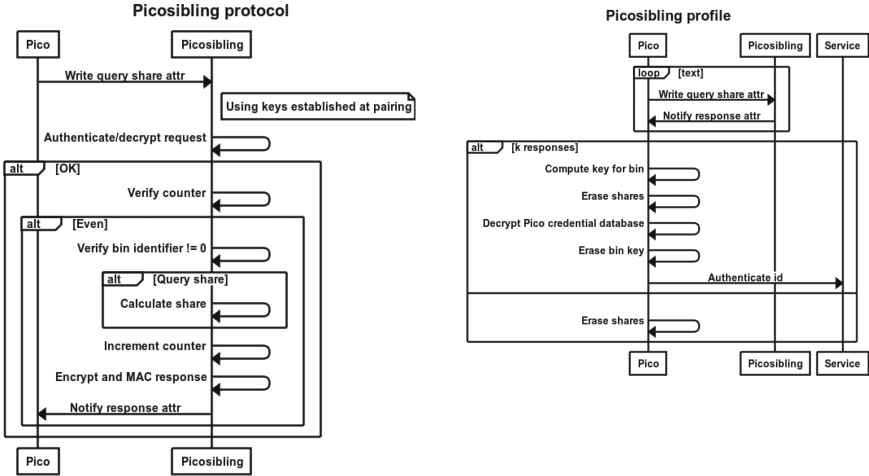 Picosibling protocol
Pico
Picosibling
Write query share attr
Using keys established at pairing
Authenticate/decrypt request
alt
[OK]
Verify counter
alt
[Even]
Verify bin identifier != 0
alt
[Query share]
Calculate share
Increment counter
Encrypt and MAC response
Notify response attr
Pico
Picosibling
Picosibling profile
Pico
Picosibling
Service
loop
[text]
Write query share attr
Notify response attr
alt
[k responses]
Compute key for bin
Erase shares
Decrypt Pico credential database
Erase bin key
Authenticate id
Erase shares
Pico
Picosibling
Service